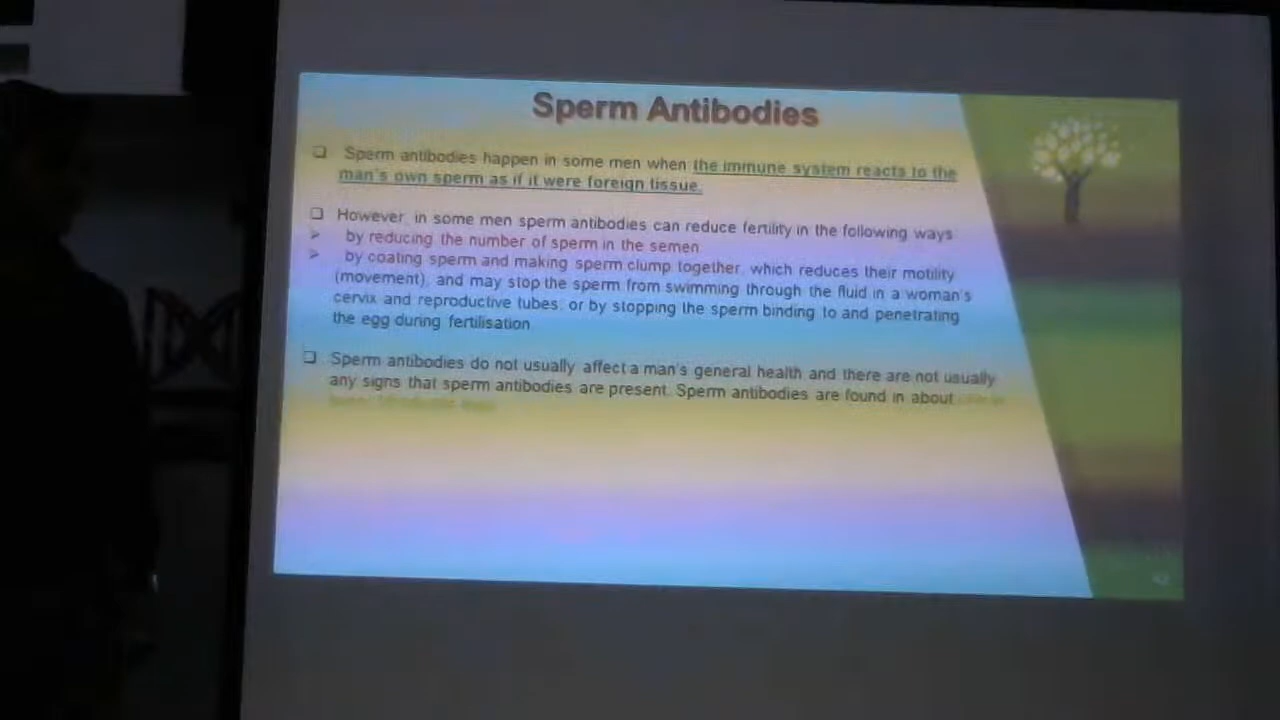 Sperm Antibodies
❑ Sperm antibodies happen in some men when the immune system reacts to the
man's own sperm as if it were foreign tissue.
❑ However, in some men sperm antibodies can reduce fertility in the following ways
➢ by reducing the number of sperm in the semen
➢ by coating sperm and making sperm clump together, which reduces their motility
(movement), and may stop the sperm from swimming through the fluid in a woman's
cervix and reproductive tubes, or by stopping the sperm binding to and penetrating
the egg during fertilisation
❑ Sperm antibodies do not usually affect a man's general health and there are not usually
any signs that sperm antibodies are present. Sperm antibodies are found in about